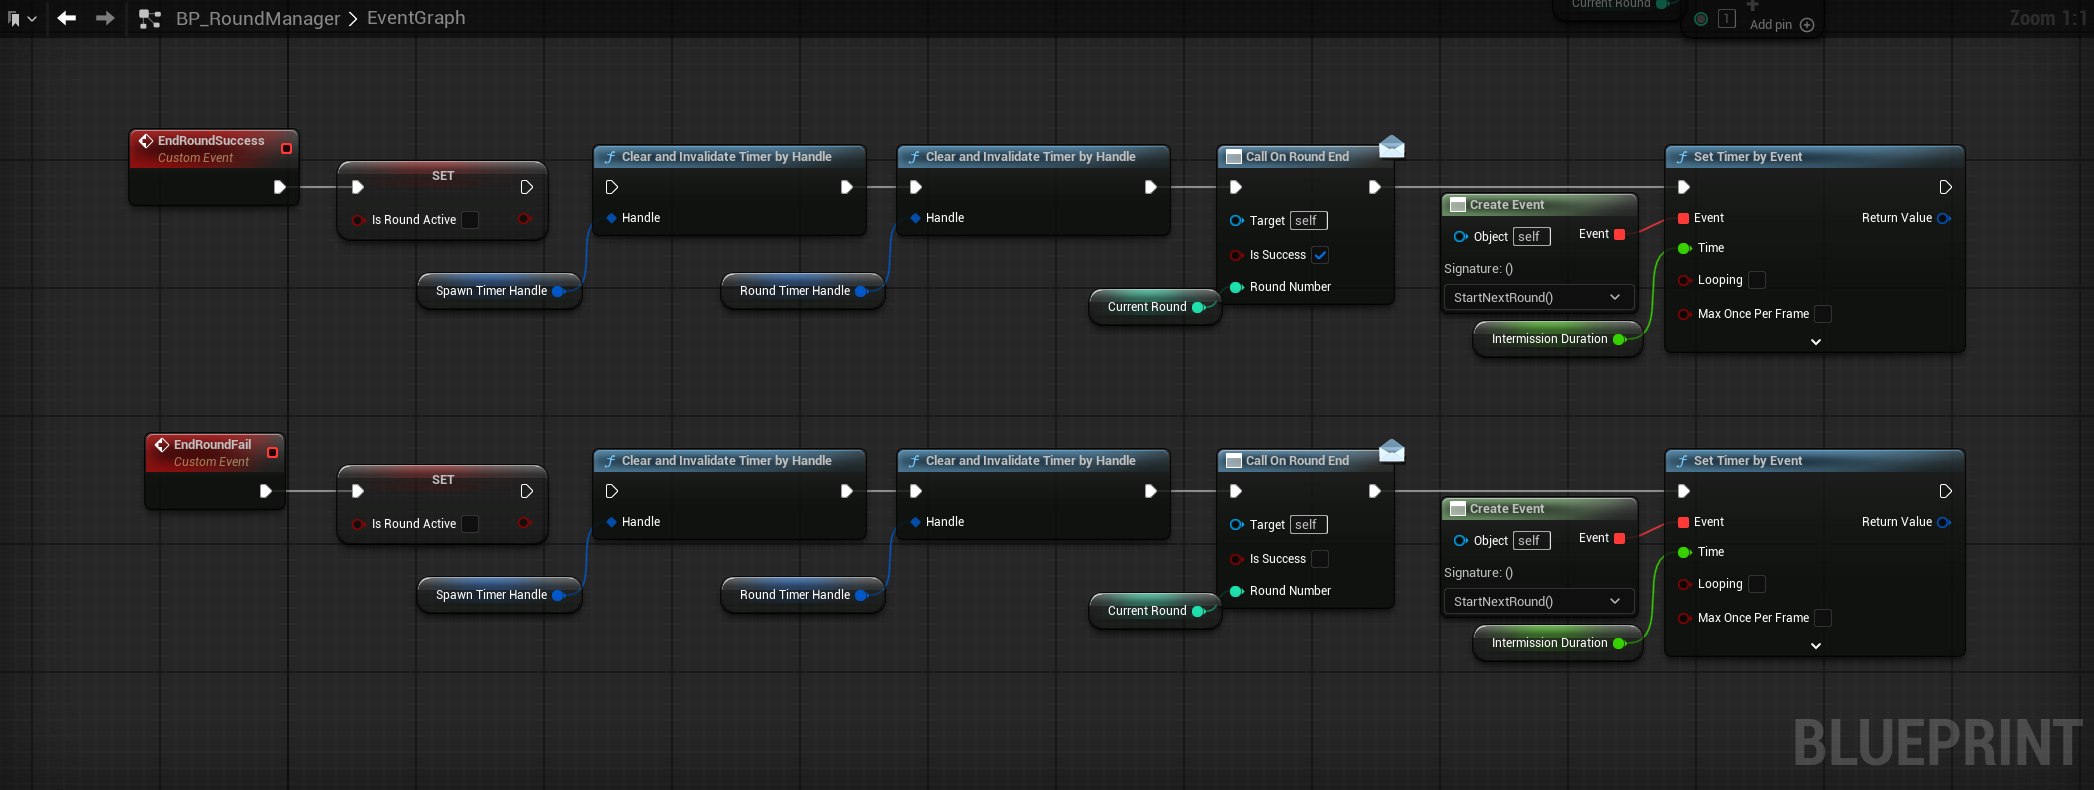 BP_RoundManager > EventGraph
Current Round
1
Add pin
Zoom 1:1
EndRoundSuccess
Custom Event
SET
Is Round Active
Clear and Invalidate Timer by Handle
Handle
Spawn Timer Handle
Clear and Invalidate Timer by Handle
Handle
Round Timer Handle
Call On Round End
Target self
Is Success
Round Number
Current Round
Create Event
Object self
Event
Signature: ()
StartNextRound()
Intermission Duration
Set Timer by Event
Event
Return Value
Time
Looping
Max Once Per Frame
EndRoundFail
Custom Event
SET
Is Round Active
Clear and Invalidate Timer by Handle
Handle
Spawn Timer Handle
Clear and Invalidate Timer by Handle
Handle
Round Timer Handle
Call On Round End
Target self
Is Success
Round Number
Current Round
Create Event
Object self
Event
Signature: ()
StartNextRound()
Intermission Duration
Set Timer by Event
Event
Return Value
Time
Looping
Max Once Per Frame
BLUEPRINT